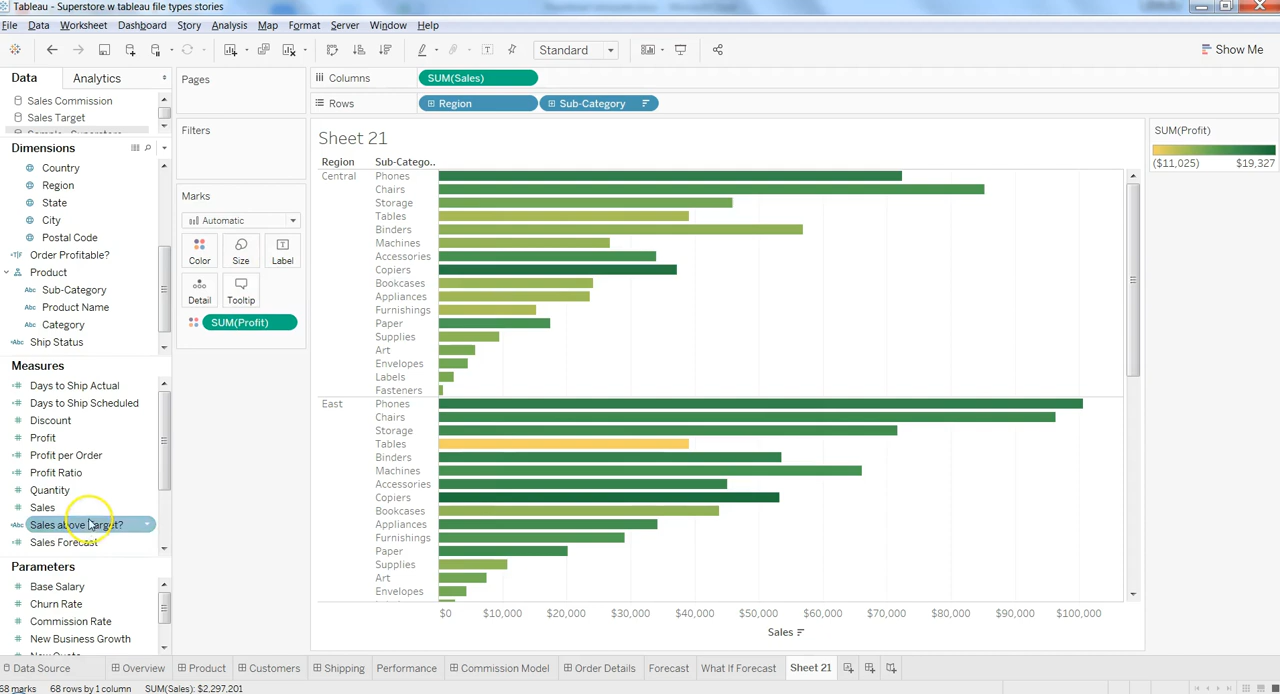 Tableau - Superstore w tableau file types stories
File Data Worksheet Dashboard Story Analysis Map Format Server Window Help
Standard
Show Me
Data
Analytics
Sales Commission
Sales Target
Dimensions
Country
Region
State
City
Postal Code
Order Profitable?
Product
Abc Sub-Category
Abc Product Name
Abc Category
Abc Ship Status
Measures
Days to Ship Actual
Days to Ship Scheduled
Discount
Profit
Profit per Order
Profit Ratio
Quantity
Sales
Abc Sales above Target?
Sales Forecast
Parameters
Base Salary
Churn Rate
Commission Rate
New Business Growth
Pages
Filters
Marks
Automatic
Color
Size
Label
Detail
Tooltip
SUM(Profit)
Columns
SUM(Sales)
Rows
Region
Sub-Category
Sheet 21
Region
Sub-Catego..
Central
Phones
Chairs
Storage
Tables
Binders
Machines
Accessories
Copiers
Bookcases
Appliances
Furnishings
Paper
Supplies
Art
Envelopes
Labels
Fasteners
East
Phones
Chairs
Storage
Tables
Binders
Machines
Accessories
Copiers
Bookcases
Appliances
Furnishings
Paper
Supplies
Art
Envelopes
$0 $10,000 $20,000 $30,000 $40,000 $50,000 $60,000 $70,000 $80,000 $90,000 $100,000
Sales
SUM(Profit)
($11,025) $19,327
Data Source
Overview
Product
Customers
Shipping
Performance
Commission Model
Order Details
Forecast
What If Forecast
Sheet 21
68 marks 68 rows by 1 column SUM(Sales): $2,297,201